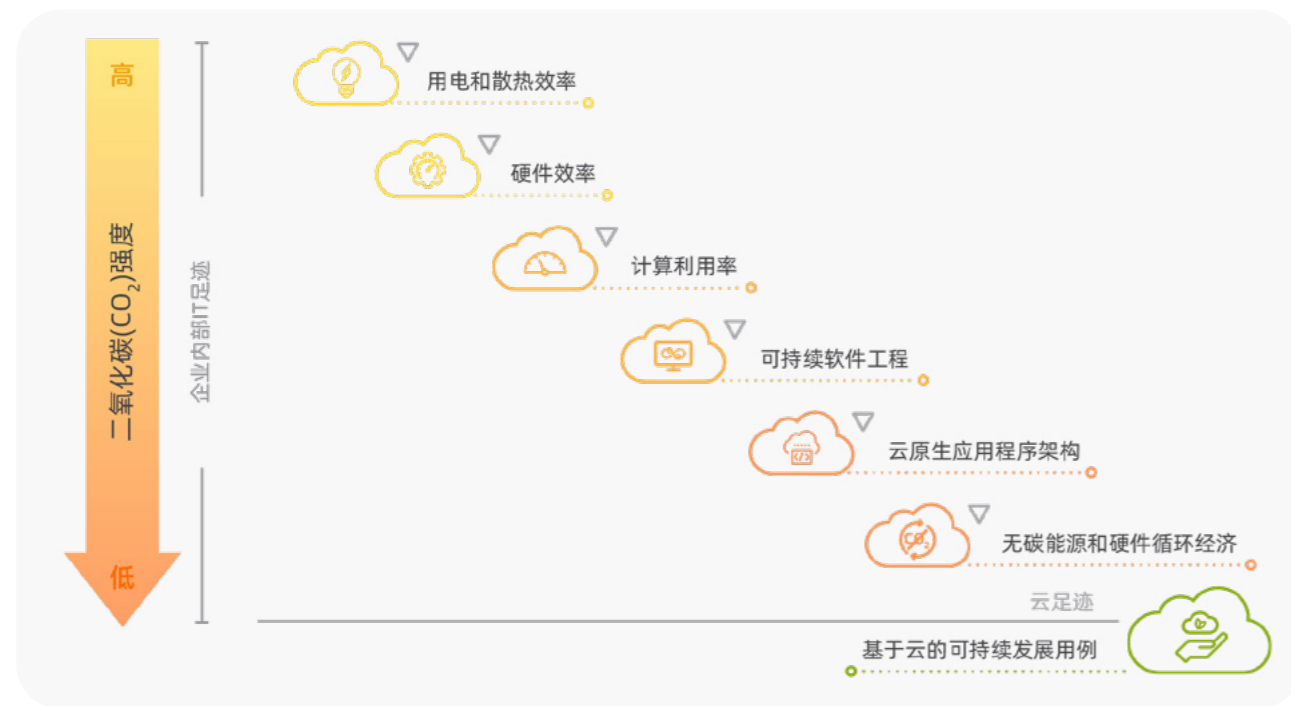 高
二氧化碳(CO₂)强度
低
企业内部IT足迹
用电和散热效率
硬件效率
计算利用率
可持续软件工程
云原生应用程序架构
CO₂
无碳能源和硬件循环经济
云足迹
基于云的可持续发展用例